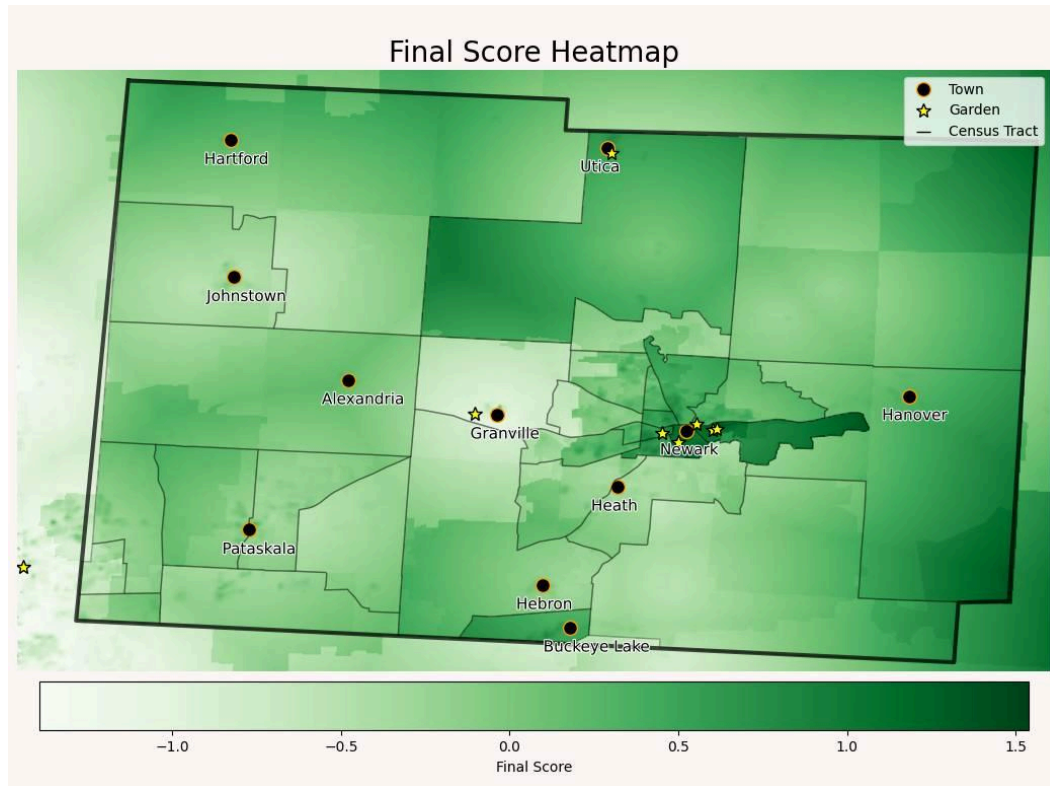 Final Score Heatmap
Town
Garden
Census Tract
Hartford
Utica
Johnstown
Alexandria
Hanover
Granville
Newark
Heath
Pataskala
Hebron
Buckeye Lake
−1.0 −0.5 0.0 0.5 1.0 1.5
Final Score